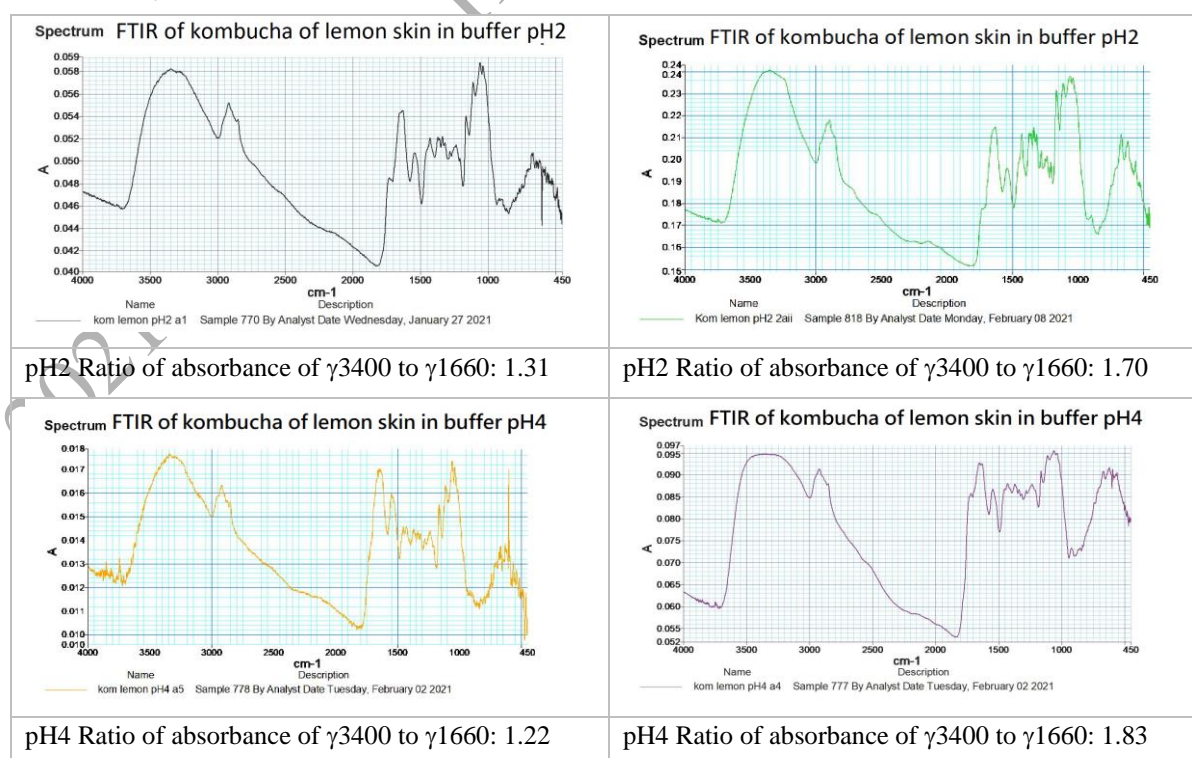 Spectrum FTIR of kombucha of lemon skin in buffer pH2
0.059
0.058
0.056
0.054
0.052
0.050
0.048
0.046
0.044
0.042
0.040
A
4000 3500 3000 2500 2000 1500 1000 450
cm-1
Name Description
kom lemon pH2 a1 Sample 770 By Analyst Date Wednesday, January 27 2021
Spectrum FTIR of kombucha of lemon skin in buffer pH2
0.24
0.24
0.23
0.22
0.21
0.20
0.19
0.18
0.17
0.16
0.15
A
4000 3500 3000 2500 2000 1500 1000 450
cm-1
Name Description
Kom lemon pH2 2aii Sample 818 By Analyst Date Monday, February 08 2021
pH2 Ratio of absorbance of γ3400 to γ1660: 1.31
pH2 Ratio of absorbance of γ3400 to γ1660: 1.70
Spectrum FTIR of kombucha of lemon skin in buffer pH4
0.018
0.017
0.016
0.015
0.014
0.013
0.012
0.011
0.010
0.010
A
4000 3500 3000 2500 2000 1500 1000 450
cm-1
Name Description
kom lemon pH4 a5 Sample 778 By Analyst Date Tuesday, February 02 2021
Spectrum FTIR of kombucha of lemon skin in buffer pH4
0.097
0.095
0.090
0.085
0.080
0.075
0.070
0.065
0.060
0.055
0.052
A
4000 3500 3000 2500 2000 1500 1000 450
cm-1
Name Description
kom lemon pH4 a4 Sample 777 By Analyst Date Tuesday, February 02 2021
pH4 Ratio of absorbance of γ3400 to γ1660: 1.22
pH4 Ratio of absorbance of γ3400 to γ1660: 1.83